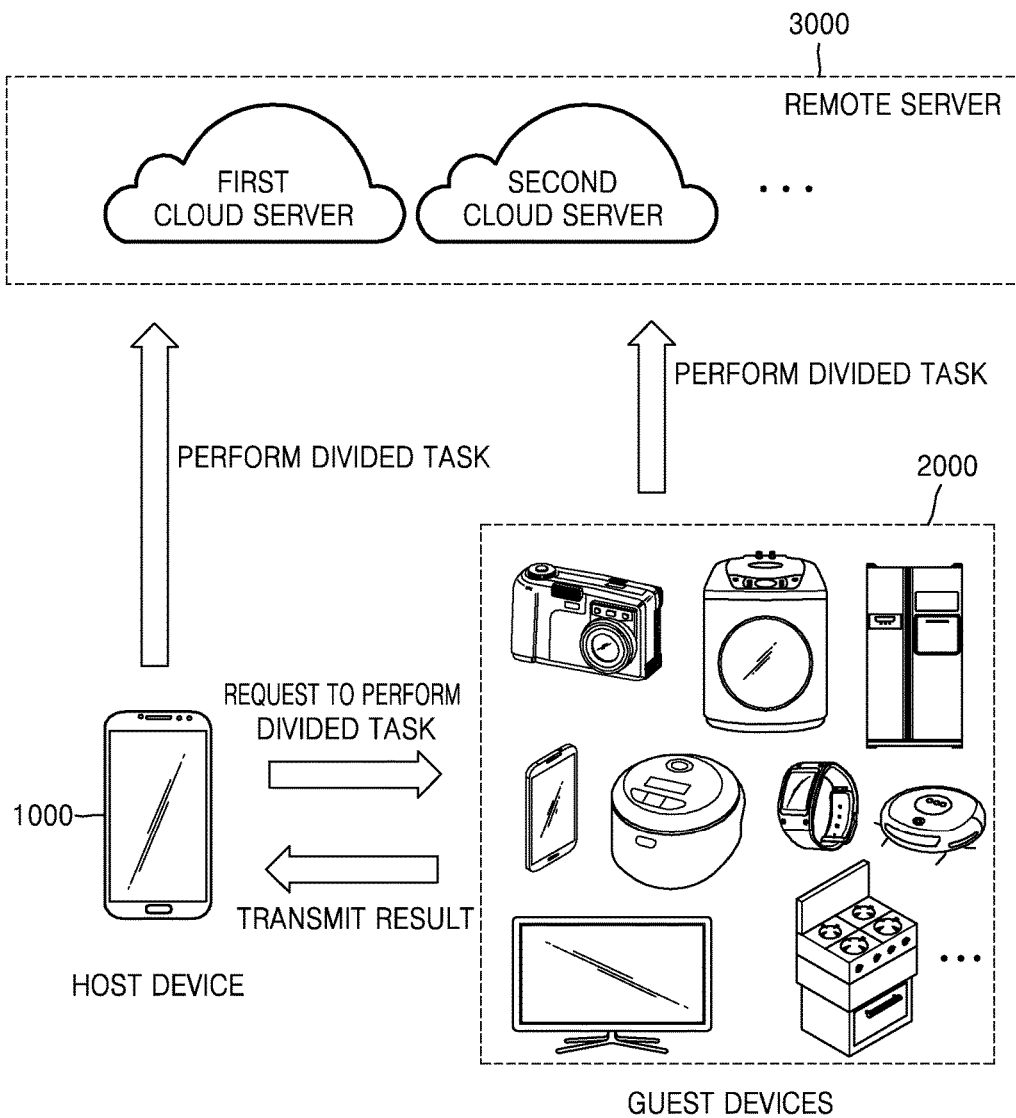 3000
REMOTE SERVER
FIRST
CLOUD SERVER
SECOND
CLOUD SERVER
...
PERFORM DIVIDED TASK
PERFORM DIVIDED TASK
2000
REQUEST TO PERFORM
DIVIDED TASK
1000
TRANSMIT RESULT
...
HOST DEVICE
GUEST DEVICES